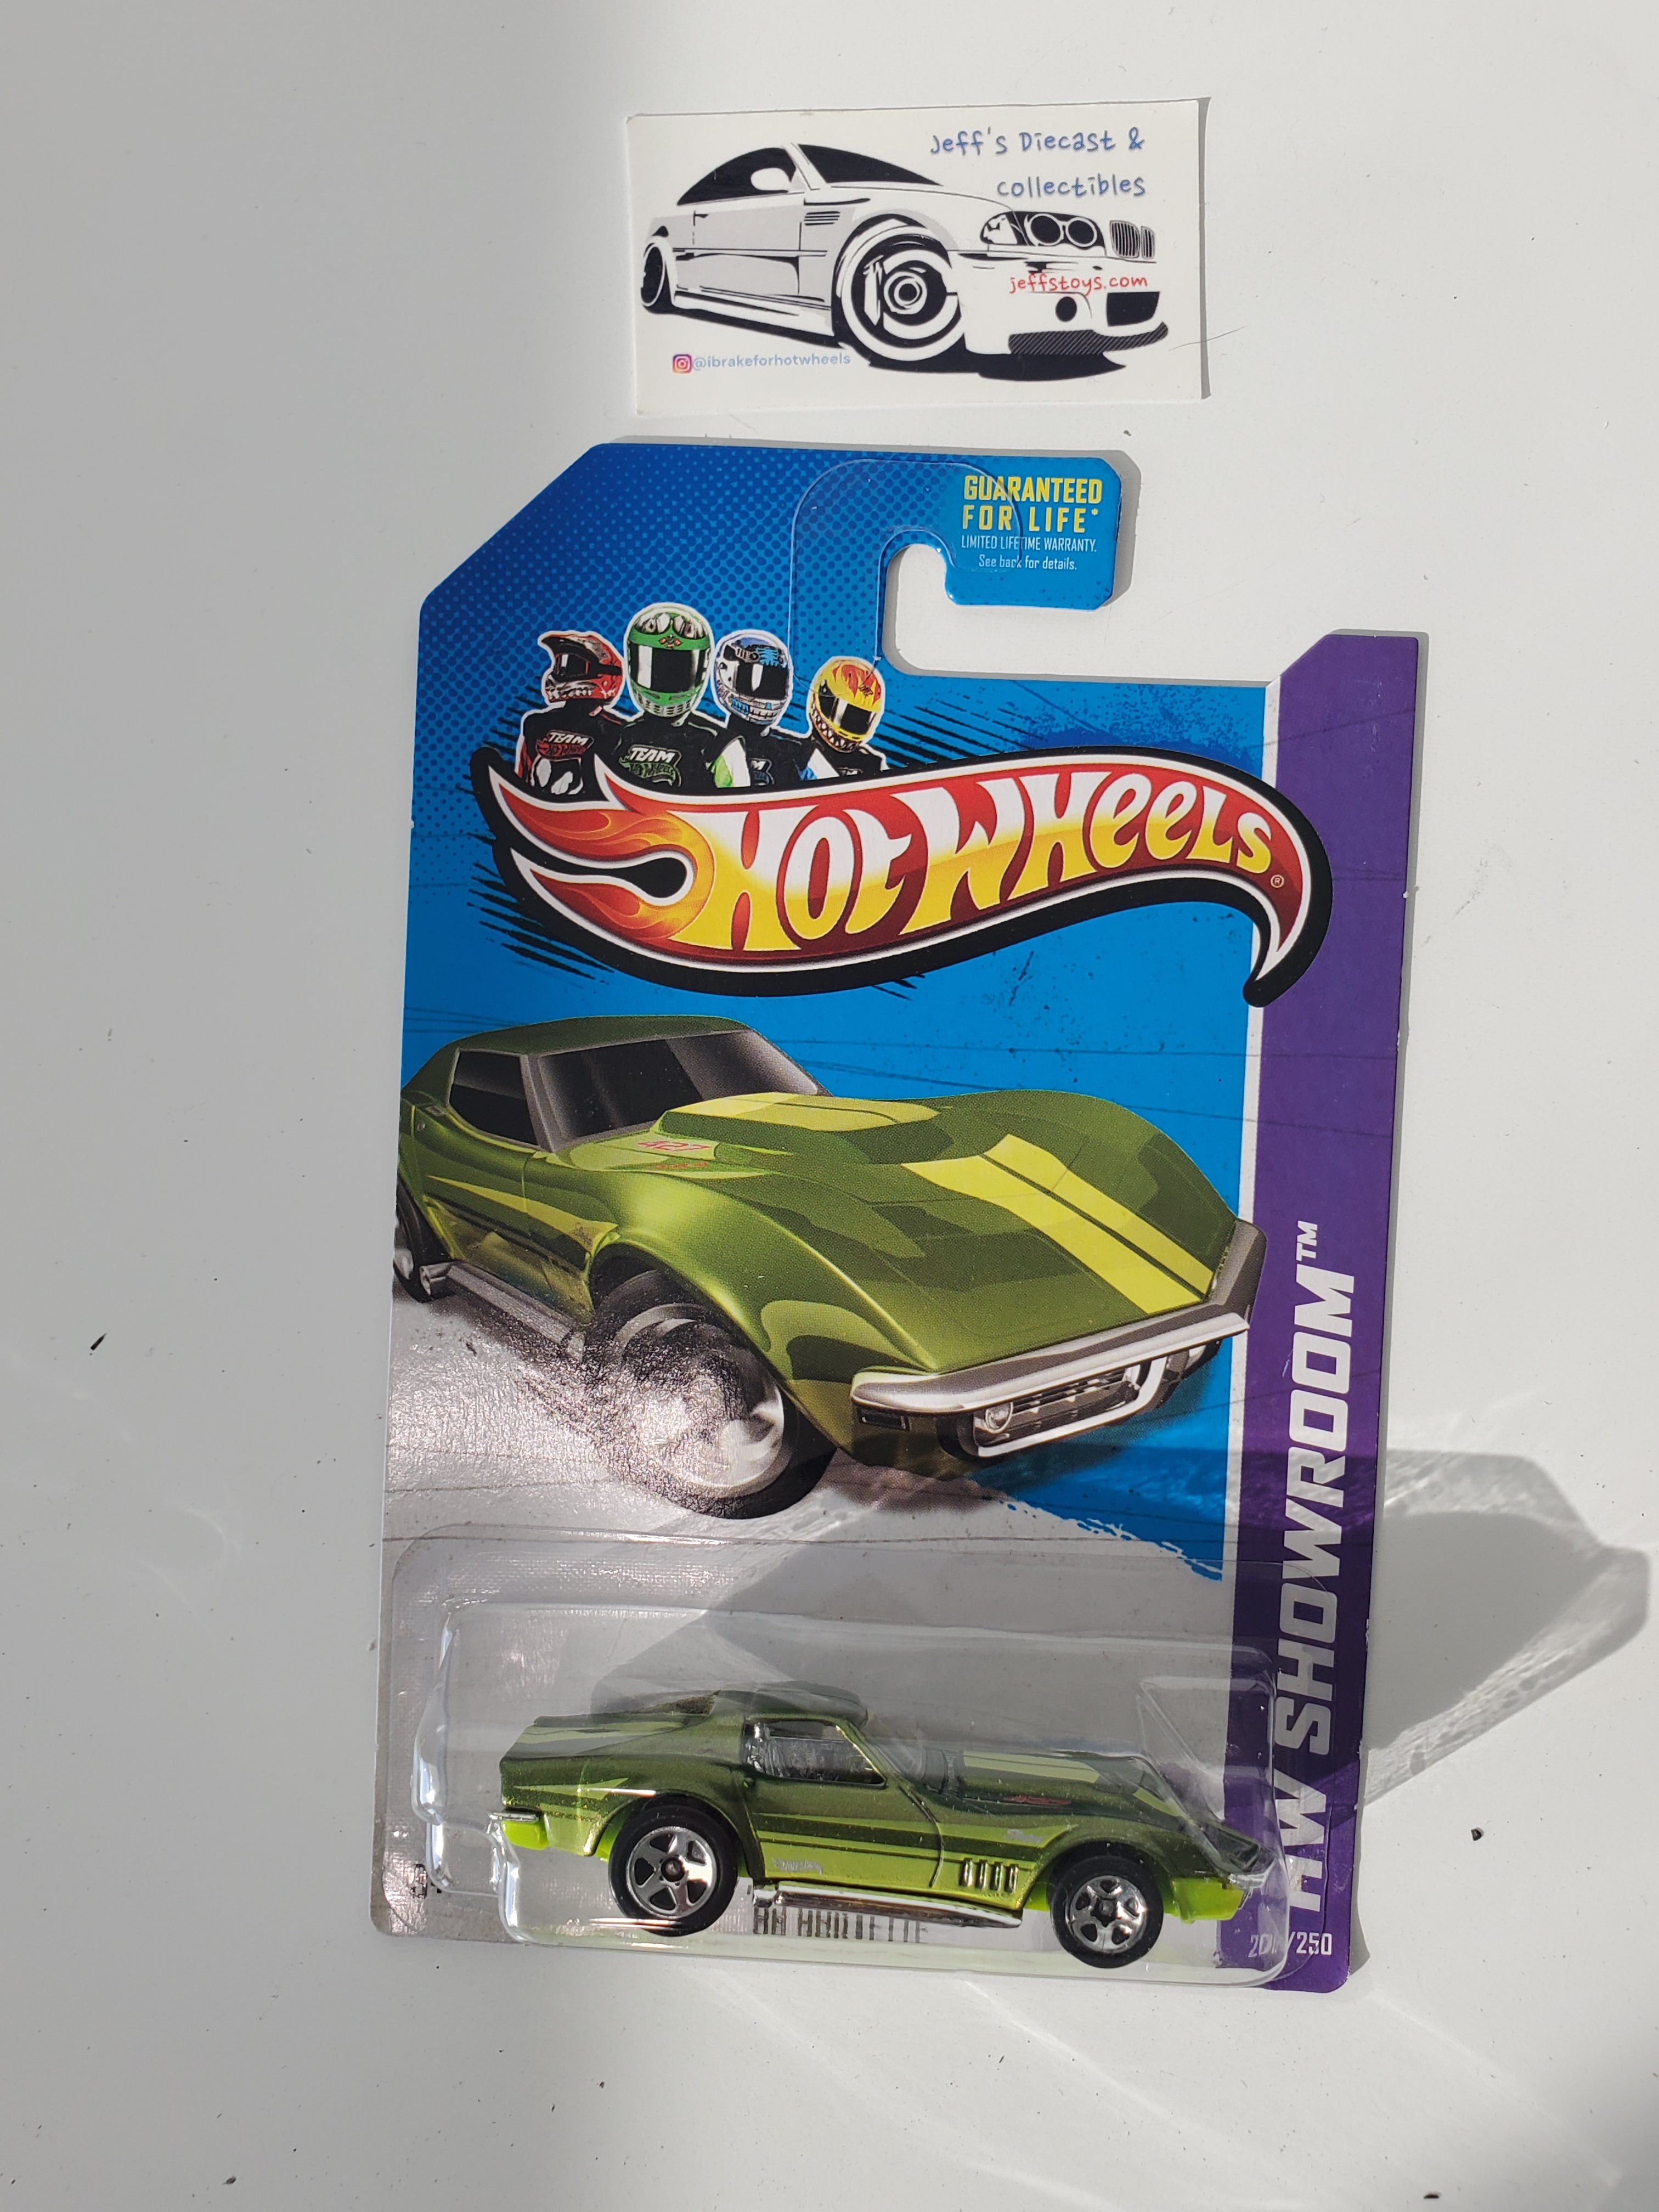 Jeff's Diecast &
collectibles
jeffstoys.com
@ibrakeforhotwheels
GUARANTEED
FOR LIFE*
LIMITED LIFETIME WARRANTY.
See back for details.
TEAM
TEAM
HOT WHEELS®
427
HW SHOWROOM™
/250